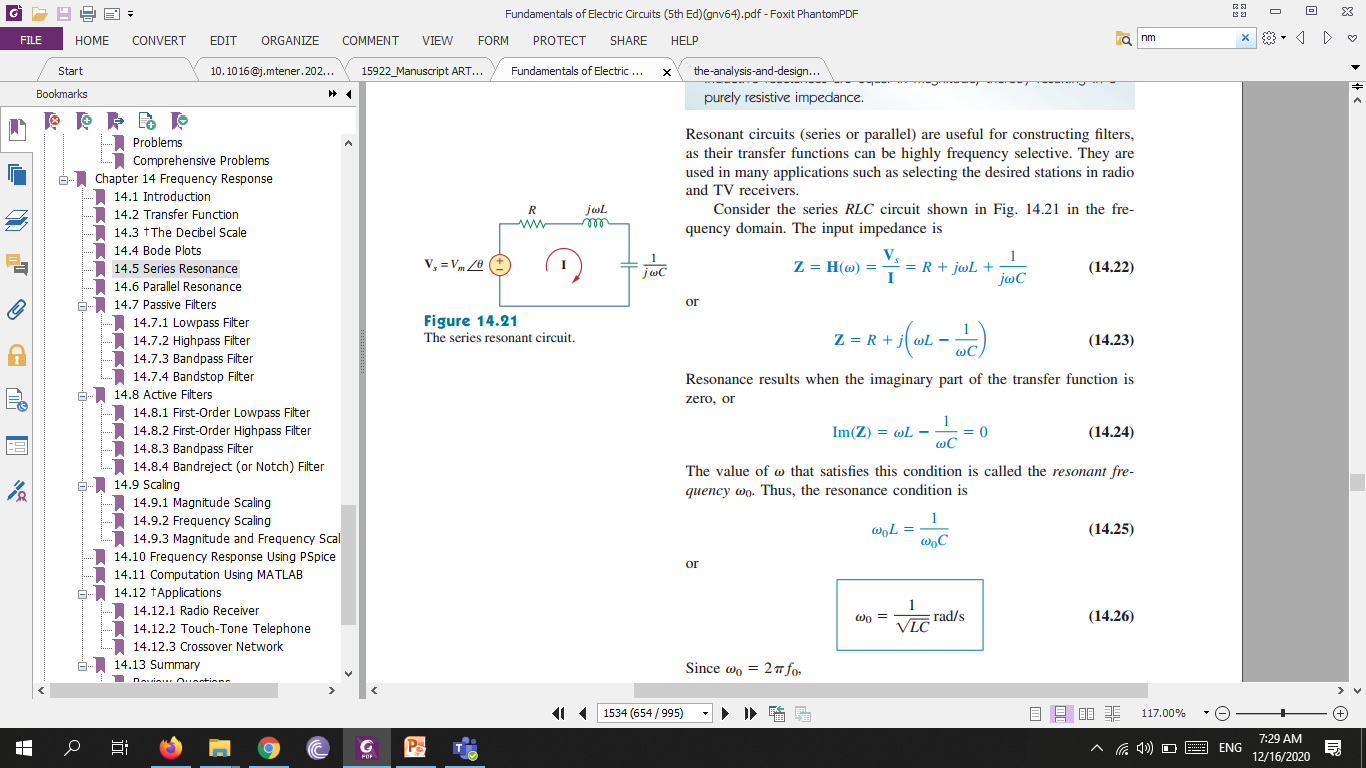 Fundamentals of Electric Circuits (5th Ed)(gnv64).pdf - Foxit PhantomPDF
FILE HOME CONVERT EDIT ORGANIZE COMMENT VIEW FORM PROTECT SHARE HELP
nm
Start
10.1016@j.mtener.202...
15922_Manuscript ART...
Fundamentals of Electric ...
the-analysis-and-design...
Bookmarks
Problems
Comprehensive Problems
Chapter 14 Frequency Response
14.1 Introduction
14.2 Transfer Function
14.3 †The Decibel Scale
14.4 Bode Plots
14.5 Series Resonance
14.6 Parallel Resonance
14.7 Passive Filters
14.7.1 Lowpass Filter
14.7.2 Highpass Filter
14.7.3 Bandpass Filter
14.7.4 Bandstop Filter
14.8 Active Filters
14.8.1 First-Order Lowpass Filter
14.8.2 First-Order Highpass Filter
14.8.3 Bandpass Filter
14.8.4 Bandreject (or Notch) Filter
14.9 Scaling
14.9.1 Magnitude Scaling
14.9.2 Frequency Scaling
14.9.3 Magnitude and Frequency Scal
14.10 Frequency Response Using PSpice
14.11 Computation Using MATLAB
14.12 †Applications
14.12.1 Radio Receiver
14.12.2 Touch-Tone Telephone
14.12.3 Crossover Network
14.13 Summary
Review Questions
R
jωL
Vs = Vm∠θ
+
−
I
1/jωC
Figure 14.21
The series resonant circuit.
purely resistive impedance.
Resonant circuits (series or parallel) are useful for constructing filters,
as their transfer functions can be highly frequency selective. They are
used in many applications such as selecting the desired stations in radio
and TV receivers.
Consider the series RLC circuit shown in Fig. 14.21 in the fre-
quency domain. The input impedance is
Z = H(ω) = Vs/I = R + jωL + 1/jωC (14.22)
or
Z = R + j(ωL − 1/ωC) (14.23)
Resonance results when the imaginary part of the transfer function is
zero, or
Im(Z) = ωL − 1/ωC = 0 (14.24)
The value of ω that satisfies this condition is called the resonant fre-
quency ω0. Thus, the resonance condition is
ω0L = 1/ω0C (14.25)
or
ω0 = 1/√LC rad/s (14.26)
Since ω0 = 2πf0,
1534 (654 / 995)
117.00%
PDF
ENG
7:29 AM
12/16/2020